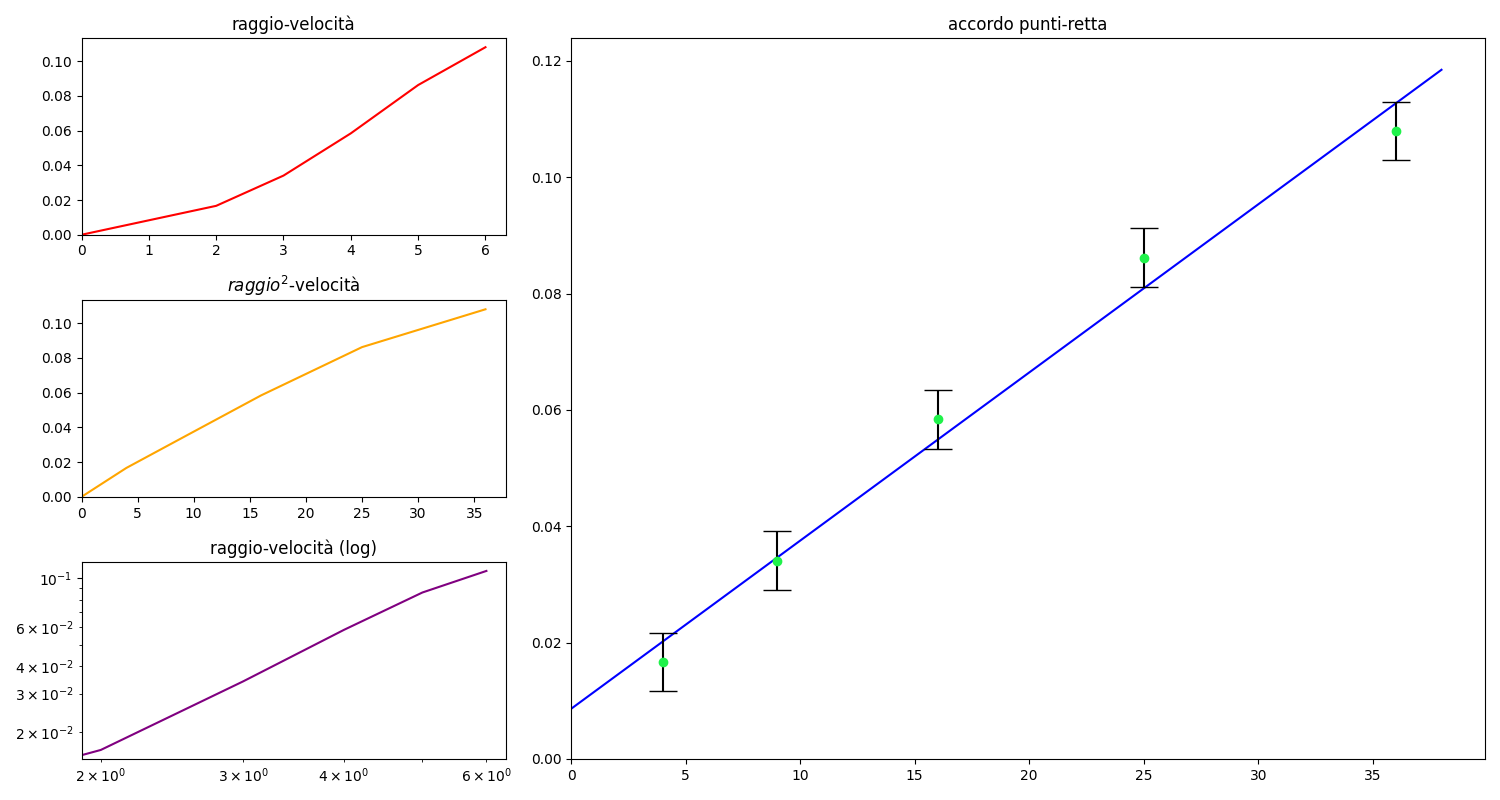 raggio-velocità
0.10
0.08
0.06
0.04
0.02
0.00
0 1 2 3 4 5 6
raggio²-velocità
0.10
0.08
0.06
0.04
0.02
0.00
0 5 10 15 20 25 30 35
raggio-velocità (log)
10⁻¹
6 × 10⁻²
4 × 10⁻²
3 × 10⁻²
2 × 10⁻²
2 × 10⁰ 3 × 10⁰ 4 × 10⁰ 6 × 10⁰
accordo punti-retta
0.12
0.10
0.08
0.06
0.04
0.02
0.00
0 5 10 15 20 25 30 35